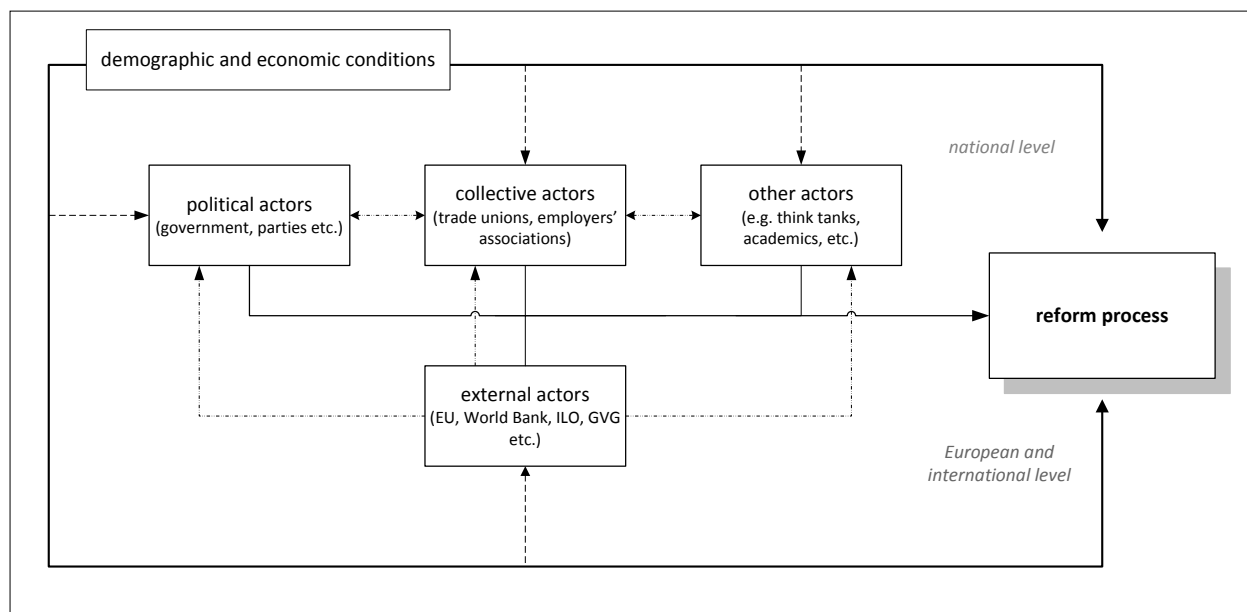 demographic and economic conditions
national level
political actors
(government, parties etc.)
collective actors
(trade unions, employers’
associations)
other actors
(e.g. think tanks,
academics, etc.)
reform process
external actors
(EU, World Bank, ILO, GVG
etc.)
European and
international level